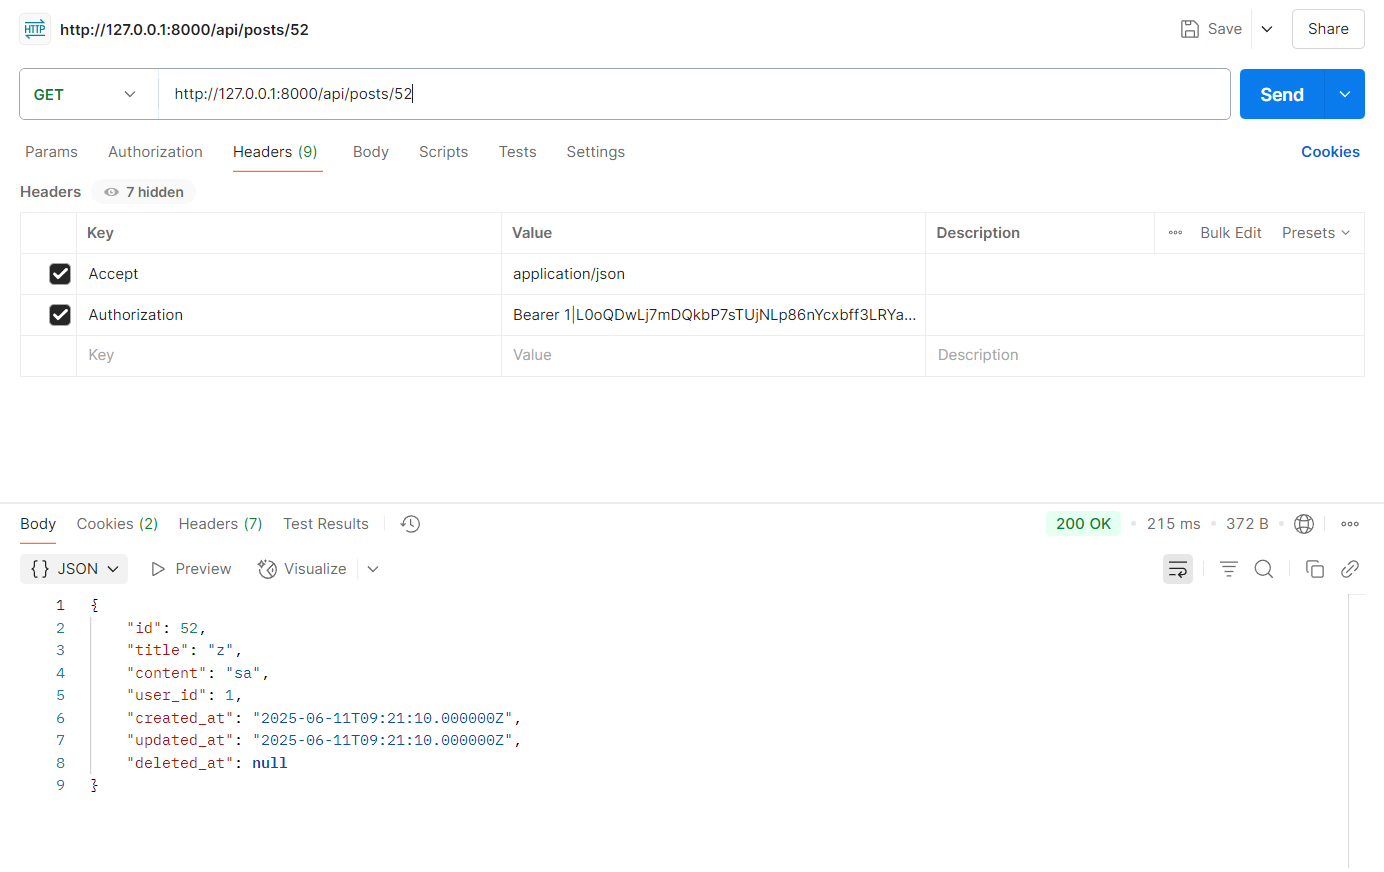 HTTP http://127.0.0.1:8000/api/posts/52 Save Share
GET http://127.0.0.1:8000/api/posts/52 Send
Params Authorization Headers (9) Body Scripts Tests Settings Cookies
Headers 7 hidden
Key Value Description Bulk Edit Presets
Accept application/json
Authorization Bearer 1|L0oQDwLj7mDQkbP7sTUjNLp86nYcxbff3LRYa...
Key Value Description
Body Cookies (2) Headers (7) Test Results 200 OK 215 ms 372 B
{} JSON Preview Visualize
1 {
2 "id": 52,
3 "title": "z",
4 "content": "sa",
5 "user_id": 1,
6 "created_at": "2025-06-11T09:21:10.000000Z",
7 "updated_at": "2025-06-11T09:21:10.000000Z",
8 "deleted_at": null
9 }